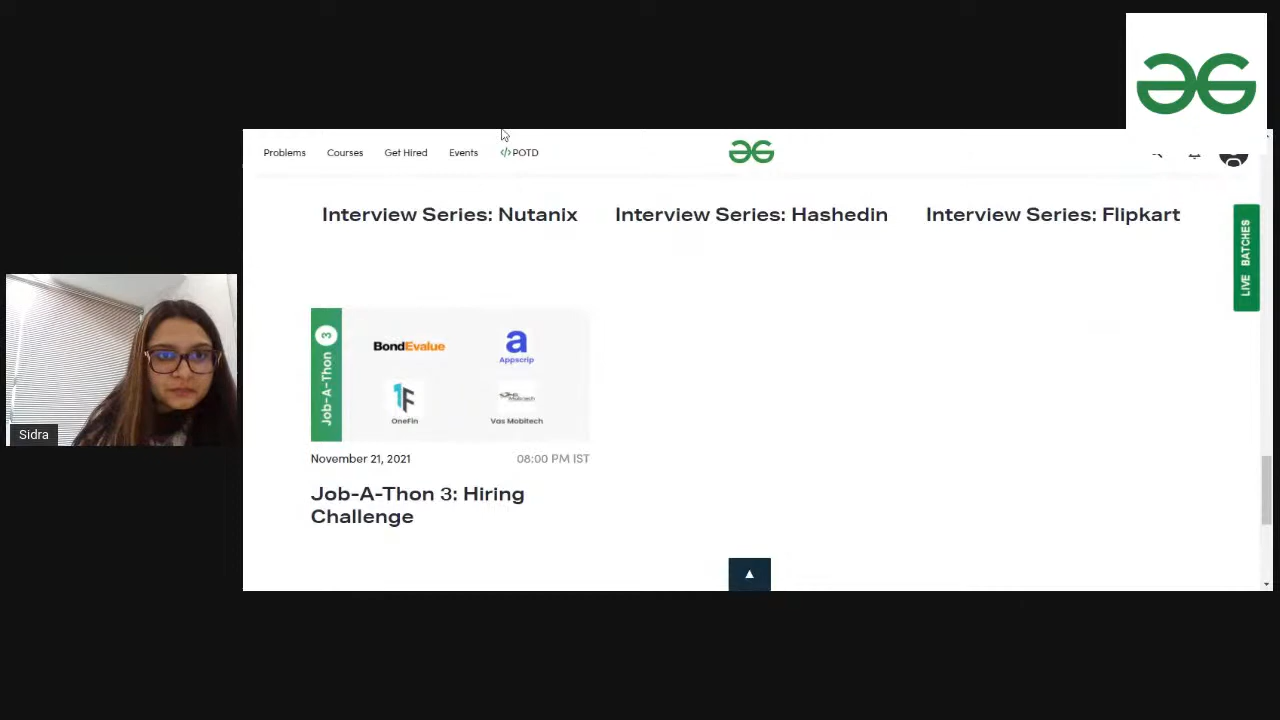 Problems Courses Get Hired Events </>POTD
Interview Series: Nutanix Interview Series: Hashedin Interview Series: Flipkart
LIVE BATCHES
Job-A-Thon 3
BondEvalue
a
Appscrip
1F
OneFin
Vas Mobitech
November 21, 2021 08:00 PM IST
Job-A-Thon 3: Hiring
Challenge
Sidra